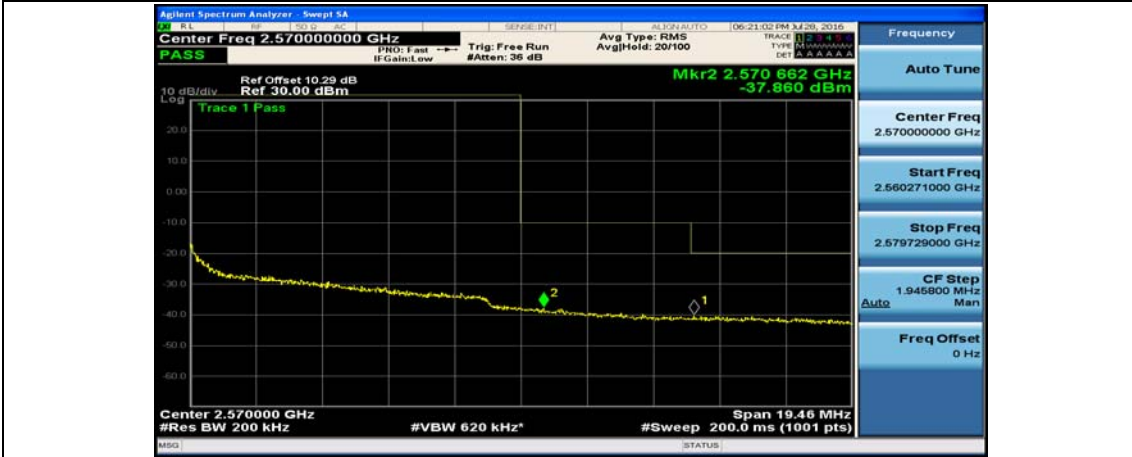 Agilent Spectrum Analyzer - Swept SA
RL RF 50 Ω AC SENSE:INT ALIGN AUTO 06:21:02 PM Jul 28, 2016
Center Freq 2.570000000 GHz
PNO: Fast
IFGain:Low
Trig: Free Run
#Atten: 36 dB
Avg Type: RMS
Avg|Hold: 20/100
TRACE 1 2 3 4 5 6
TYPE M
DET A A A A A A
PASS
Ref Offset 10.29 dB
Ref 30.00 dBm
10 dB/div
Log
Mkr2 2.570 662 GHz
-37.860 dBm
Trace 1 Pass
20.0
10.0
0.00
-10.0
-20.0
-30.0
-40.0
-50.0
-60.0
2
1
Center 2.570000 GHz
Span 19.46 MHz
#Res BW 200 kHz
#VBW 620 kHz*
#Sweep 200.0 ms (1001 pts)
MSG
STATUS
Frequency
Auto Tune
Center Freq
2.570000000 GHz
Start Freq
2.560271000 GHz
Stop Freq
2.579729000 GHz
CF Step
1.945800 MHz
Auto Man
Freq Offset
0 Hz